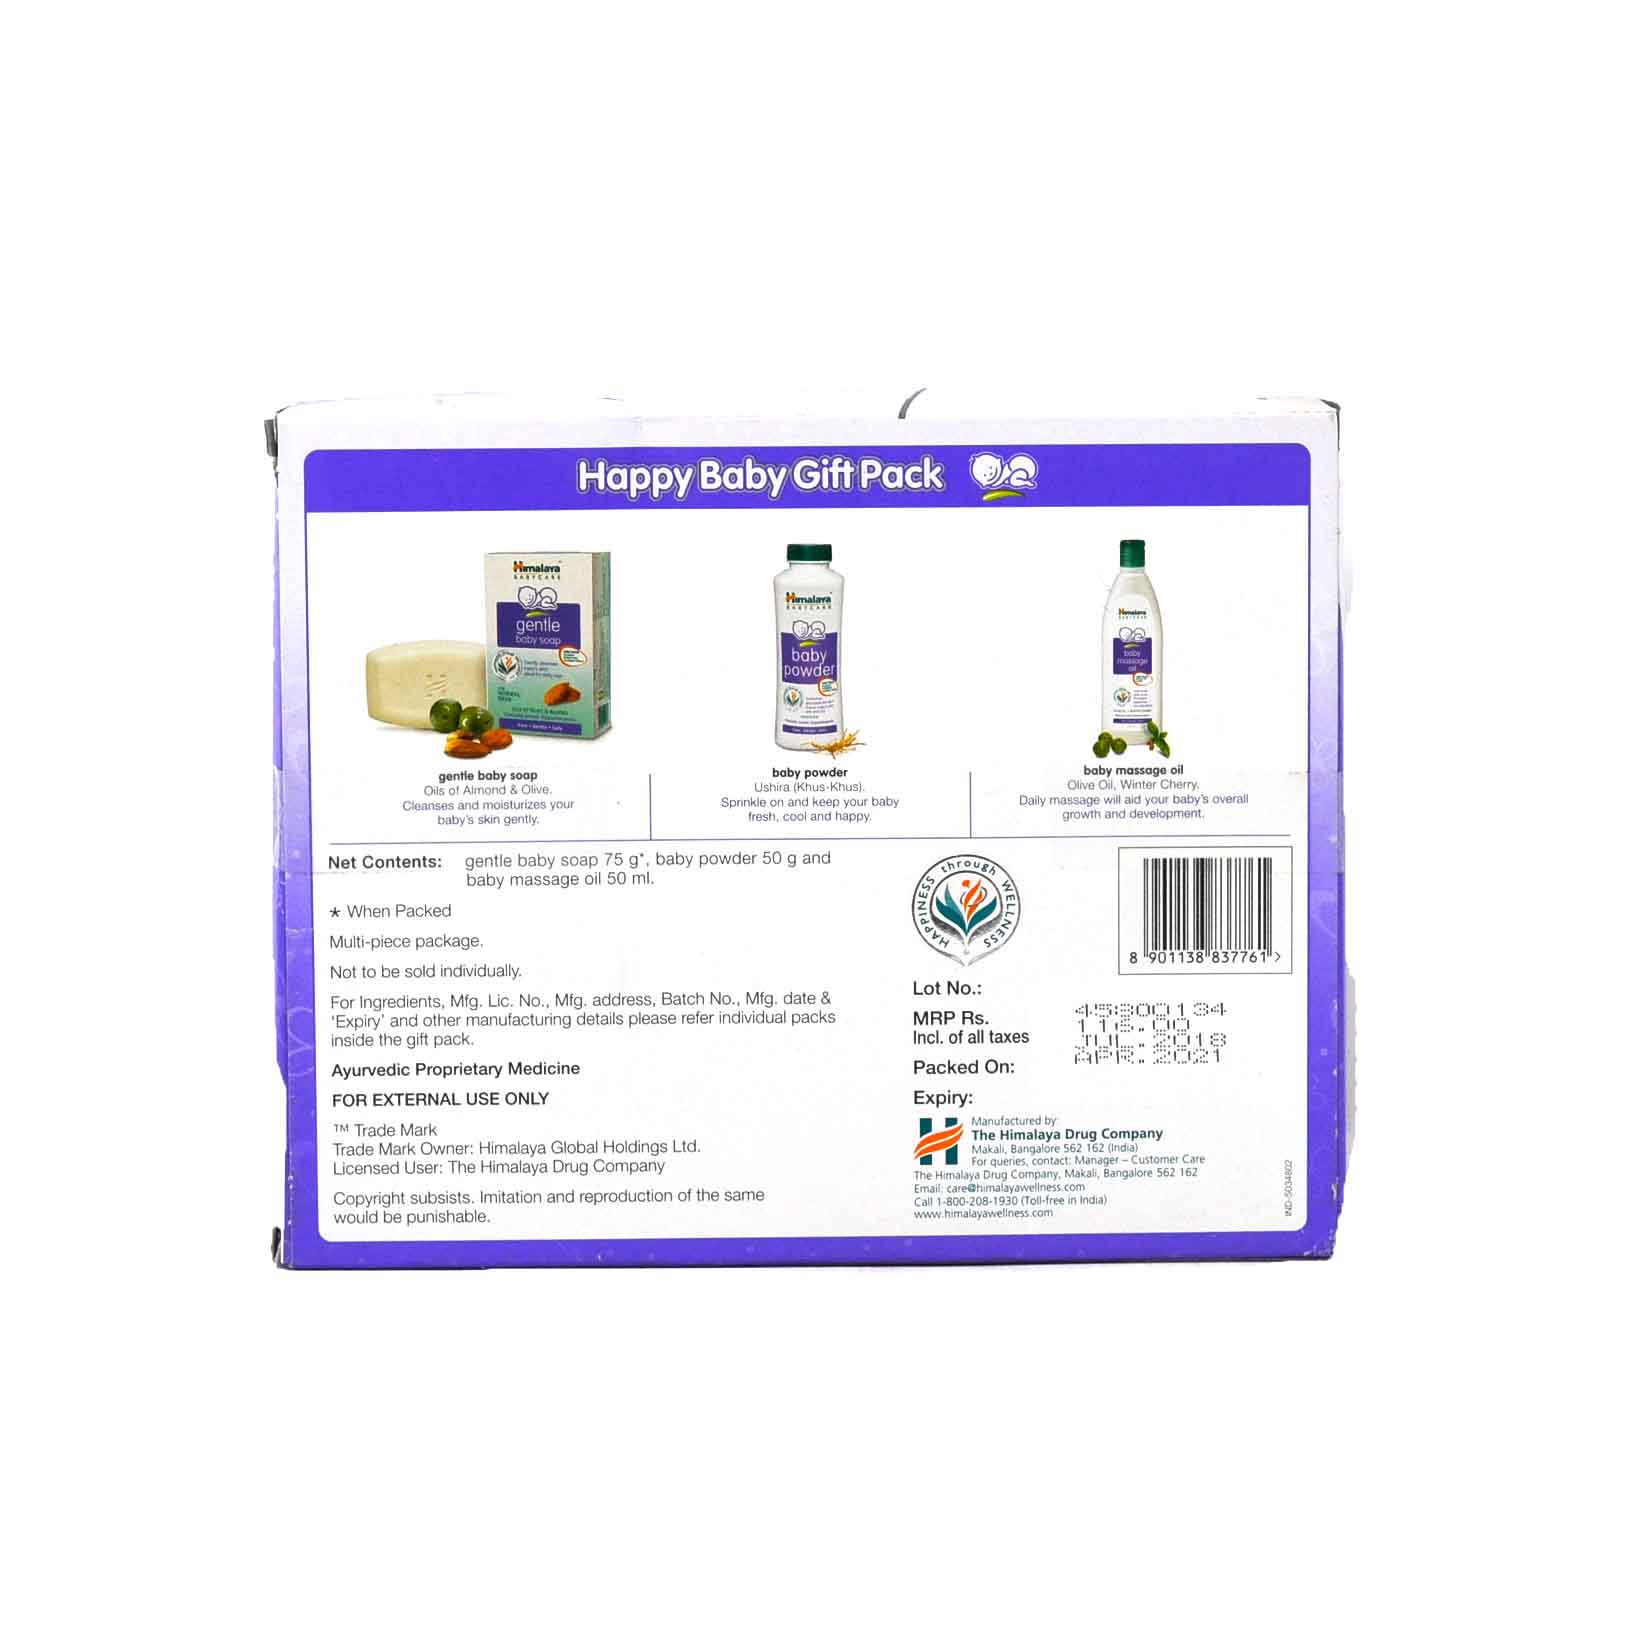 Happy Baby Gift Pack
Himalaya
BABYCARE
gentle
baby soap
Himalaya
BABYCARE
baby
powder
Himalaya
BABYCARE
baby
massage
oil
gentle baby soap
Oils of Almond & Olive.
Cleanses and moisturizes your
baby's skin gently.
baby powder
Ushira (Khus-Khus).
Sprinkle on and keep your baby
fresh, cool and happy.
baby massage oil
Olive Oil, Winter Cherry.
Daily massage will aid your baby's overall
growth and development.
Net Contents: gentle baby soap 75 g*, baby powder 50 g and
baby massage oil 50 ml.
* When Packed
Multi-piece package.
Not to be sold individually.
For Ingredients, Mfg. Lic. No., Mfg. address, Batch No., Mfg. date &
'Expiry' and other manufacturing details please refer individual packs
inside the gift pack.
Ayurvedic Proprietary Medicine
FOR EXTERNAL USE ONLY
™ Trade Mark
Trade Mark Owner: Himalaya Global Holdings Ltd.
Licensed User: The Himalaya Drug Company
Copyright subsists. Imitation and reproduction of the same
would be punishable.
HAPPINESS through WELLNESS
8 901138 837761 >
Lot No.:
MRP Rs.
Incl. of all taxes
Packed On:
Expiry:
45300134
116.00
JUL.2018
APR.2021
Manufactured by:
The Himalaya Drug Company
Makali, Bangalore 562 162 (India)
For queries, contact: Manager – Customer Care
The Himalaya Drug Company, Makali, Bangalore 562 162
Email: care@himalayawellness.com
Call 1-800-208-1930 (Toll-free in India)
www.himalayawellness.com
IND-5034802